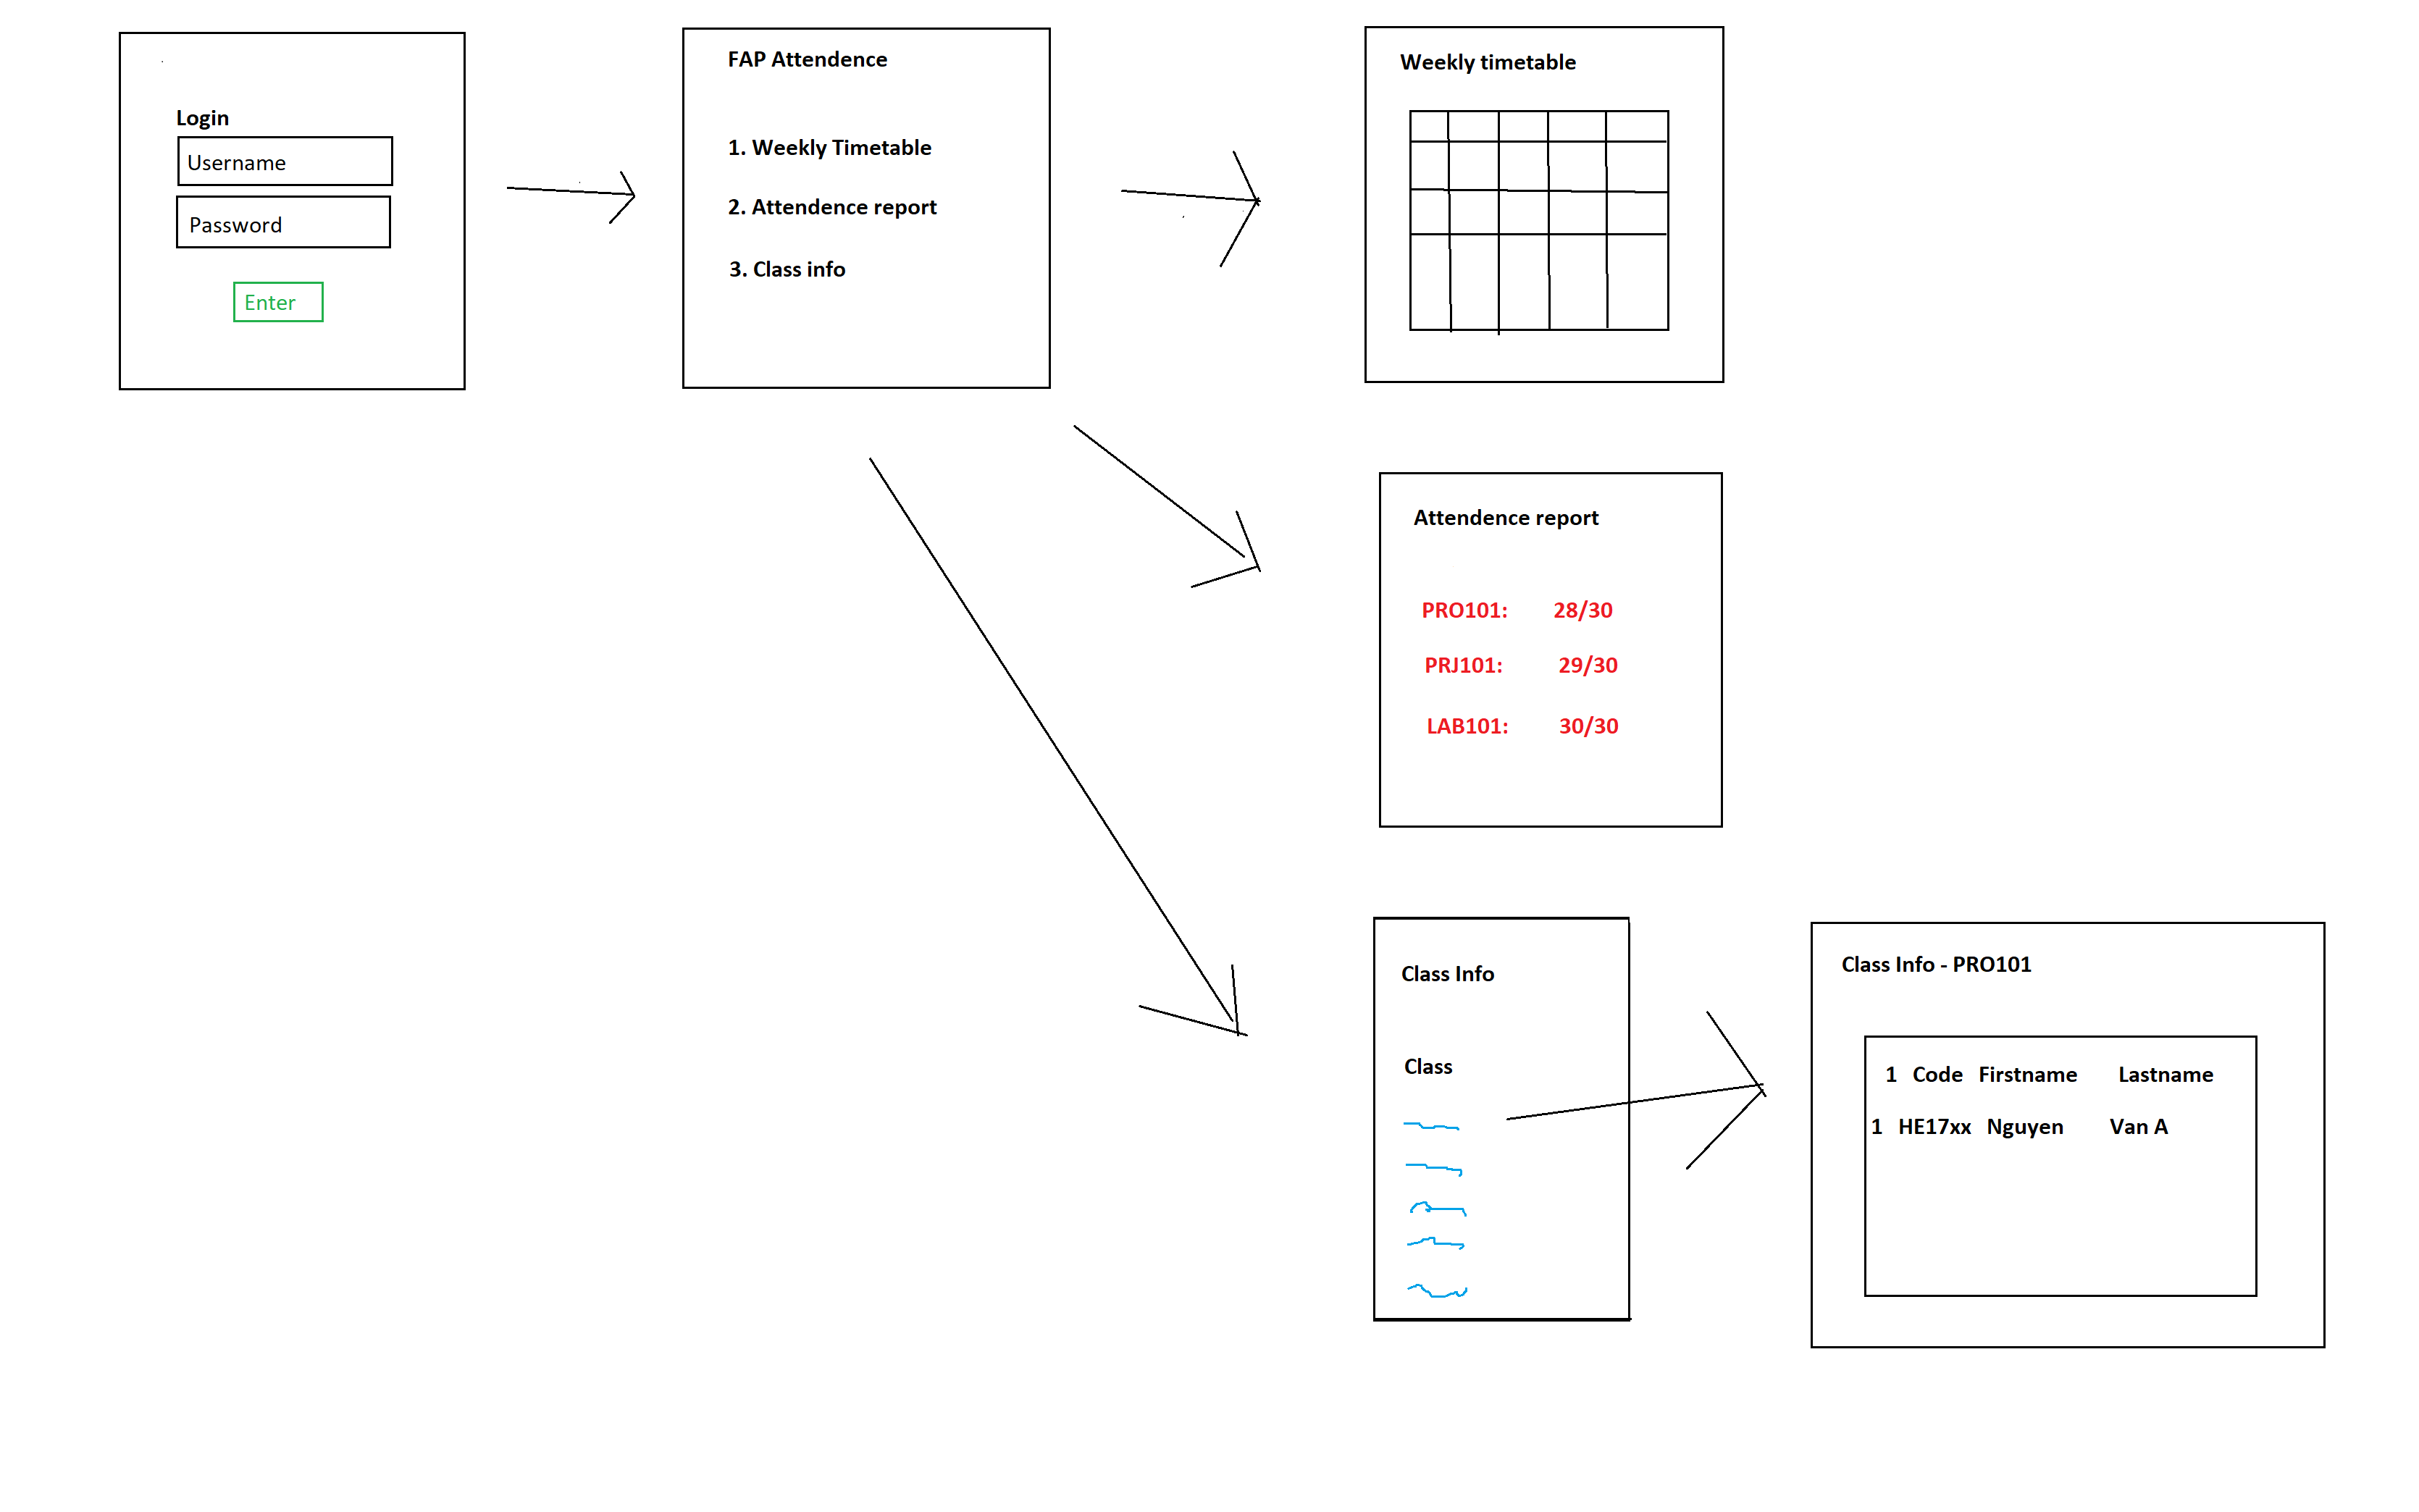 Login
Username
Password
Enter
FAP Attendence
1. Weekly Timetable
2. Attendence report
3. Class info
Weekly timetable
Attendence report
PRO101: 28/30
PRJ101: 29/30
LAB101: 30/30
Class Info
Class
Class Info - PRO101
1 Code Firstname Lastname
1 HE17xx Nguyen Van A